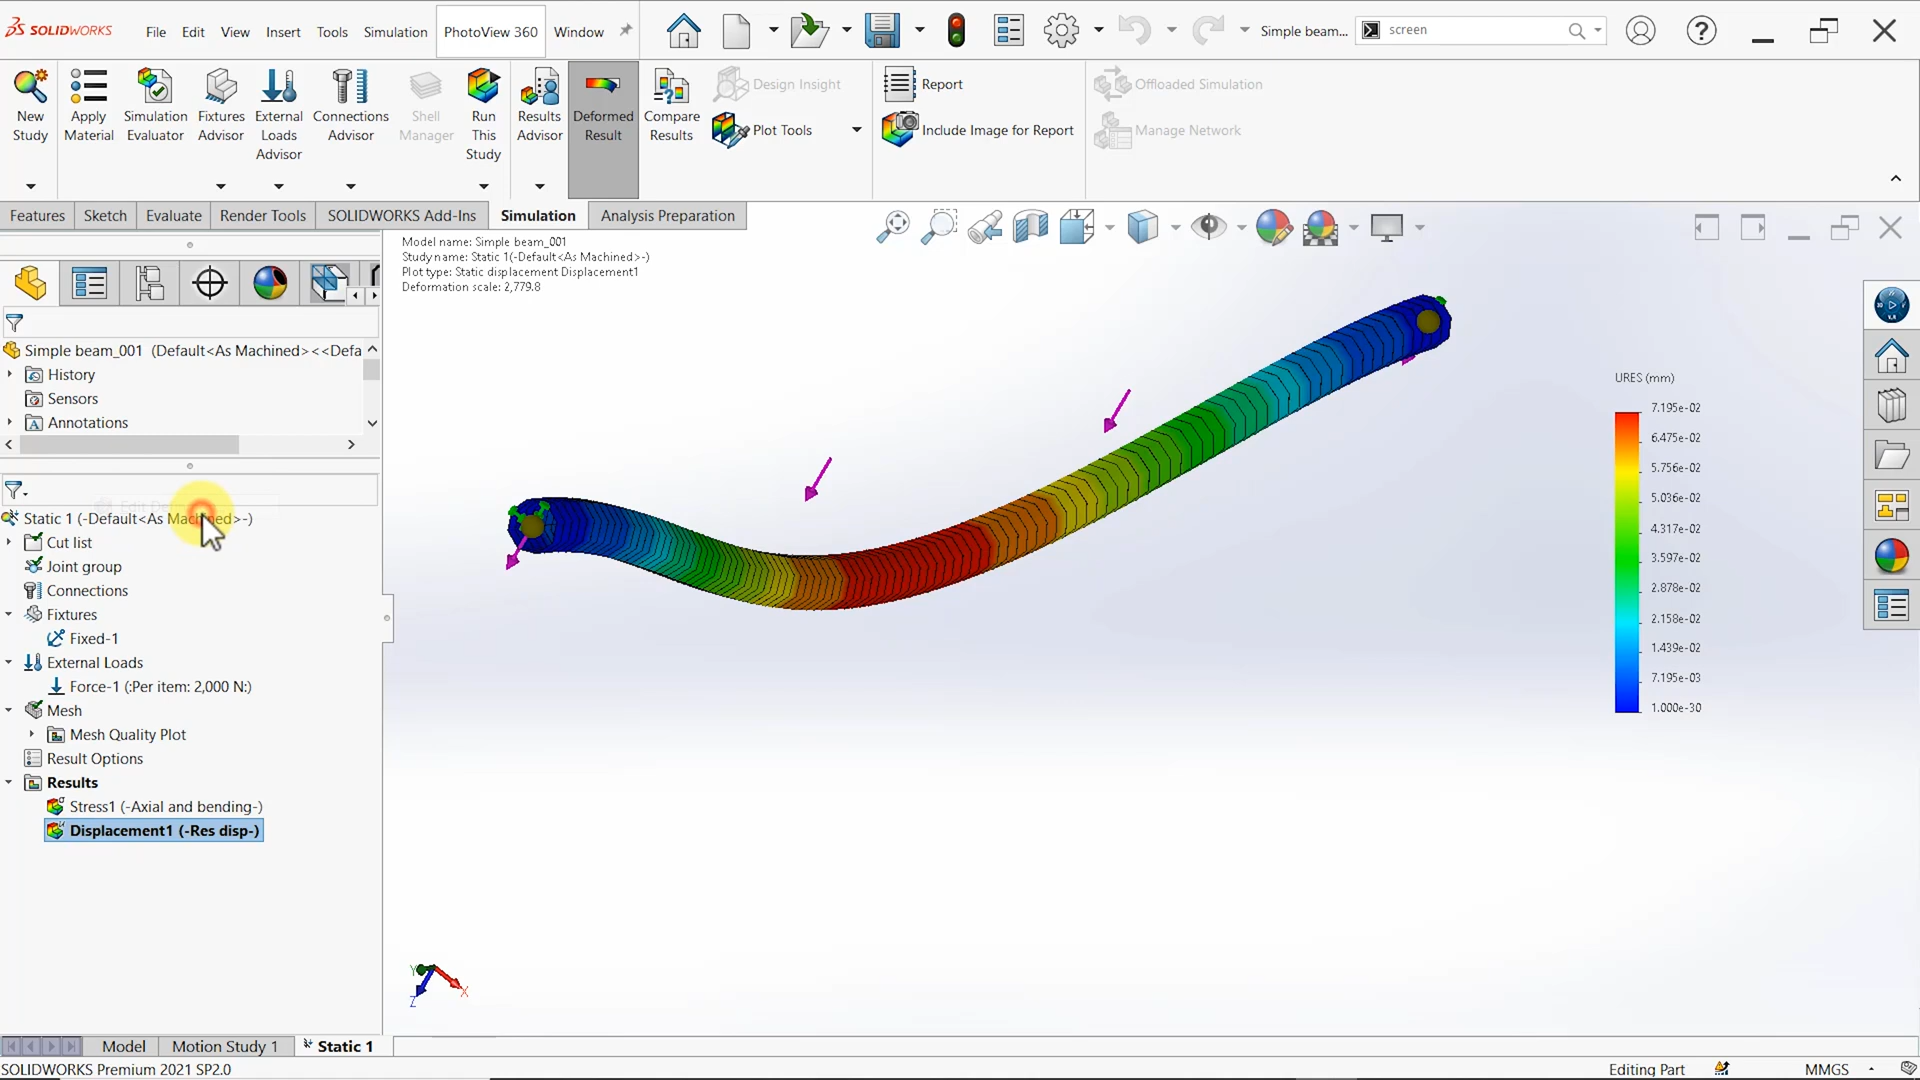 SOLIDWORKS File Edit View Insert Tools Simulation PhotoView 360 Window Simple beam... screen
New Study
Apply Material
Simulation Evaluator
Fixtures Advisor
External Loads Advisor
Connections Advisor
Shell Manager
Run This Study
Results Advisor
Deformed Result
Compare Results
Design Insight
Plot Tools
Report
Include Image for Report
Offloaded Simulation
Manage Network
Features Sketch Evaluate Render Tools SOLIDWORKS Add-Ins Simulation Analysis Preparation
Model name: Simple beam_001
Study name: Static 1(-Default<As Machined>-)
Plot type: Static displacement Displacement1
Deformation scale: 2,779.8
Simple beam_001 (Default<As Machined><<Defa
History
Sensors
Annotations
Static 1 (-Default<As Machined>-)
Cut list
Joint group
Connections
Fixtures
Fixed-1
External Loads
Force-1 (:Per item: 2,000 N:)
Mesh
Mesh Quality Plot
Result Options
Results
Stress1 (-Axial and bending-)
Displacement1 (-Res disp-)
URES (mm)
7.195e-02
6.475e-02
5.756e-02
5.036e-02
4.317e-02
3.597e-02
2.878e-02
2.158e-02
1.439e-02
7.195e-03
1.000e-30
Y
X
Z
Model Motion Study 1 Static 1
SOLIDWORKS Premium 2021 SP2.0 Editing Part MMGS